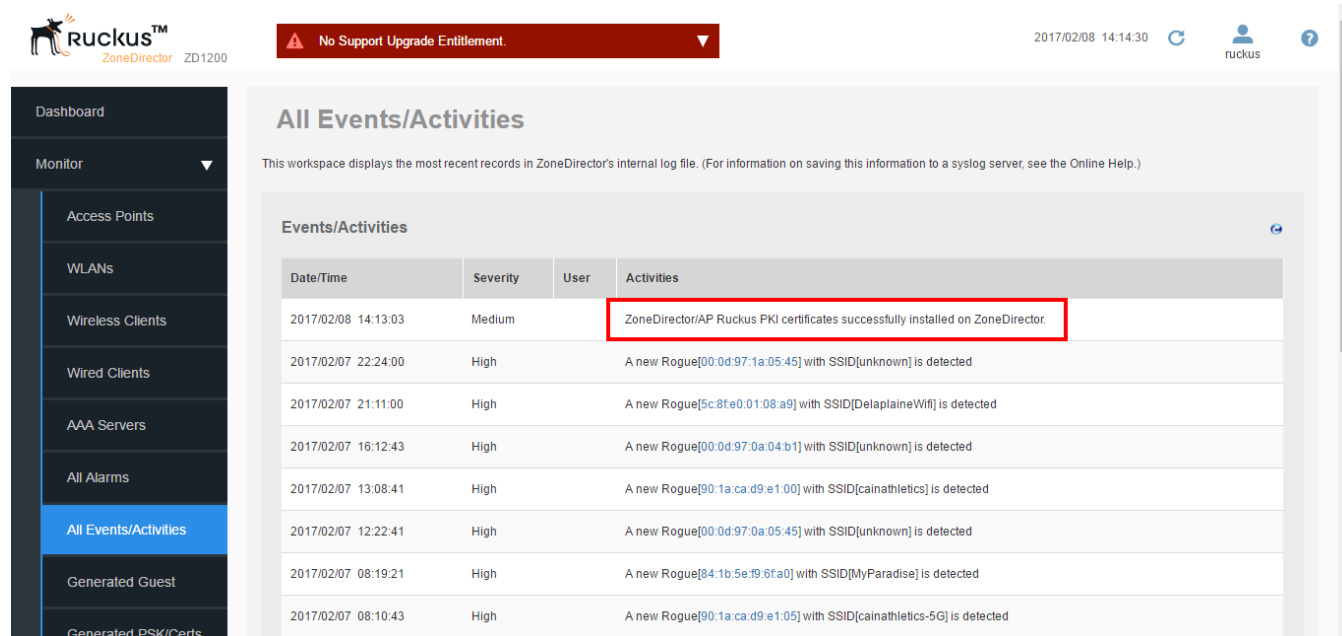 Ruckus™
ZoneDirector ZD1200
No Support Upgrade Entitlement.
2017/02/08 14:14:30
ruckus
Dashboard
Monitor
Access Points
WLANs
Wireless Clients
Wired Clients
AAA Servers
All Alarms
All Events/Activities
Generated Guest
Generated PSK/Certs
All Events/Activities
This workspace displays the most recent records in ZoneDirector's internal log file. (For information on saving this information to a syslog server, see the Online Help.)
Events/Activities
Date/Time Severity User Activities
2017/02/08 14:13:03 Medium ZoneDirector/AP Ruckus PKI certificates successfully installed on ZoneDirector.
2017/02/07 22:24:00 High A new Rogue[00:0d:97:1a:05:45] with SSID[unknown] is detected
2017/02/07 21:11:00 High A new Rogue[5c:8f:e0:01:08:a9] with SSID[DelaplaineWifi] is detected
2017/02/07 16:12:43 High A new Rogue[00:0d:97:0a:04:b1] with SSID[unknown] is detected
2017/02/07 13:08:41 High A new Rogue[90:1a:ca:d9:e1:00] with SSID[cainathletics] is detected
2017/02/07 12:22:41 High A new Rogue[00:0d:97:0a:05:45] with SSID[unknown] is detected
2017/02/07 08:19:21 High A new Rogue[84:1b:5e:f9:6f:a0] with SSID[MyParadise] is detected
2017/02/07 08:10:43 High A new Rogue[90:1a:ca:d9:e1:05] with SSID[cainathletics-5G] is detected